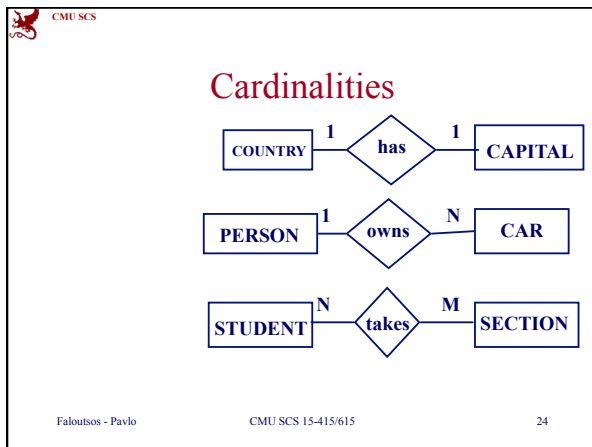 CMU SCS
Cardinalities
COUNTRY 1 has 1 CAPITAL
PERSON 1 owns N CAR
STUDENT N takes M SECTION
Faloutsos - Pavlo CMU SCS 15-415/615 24